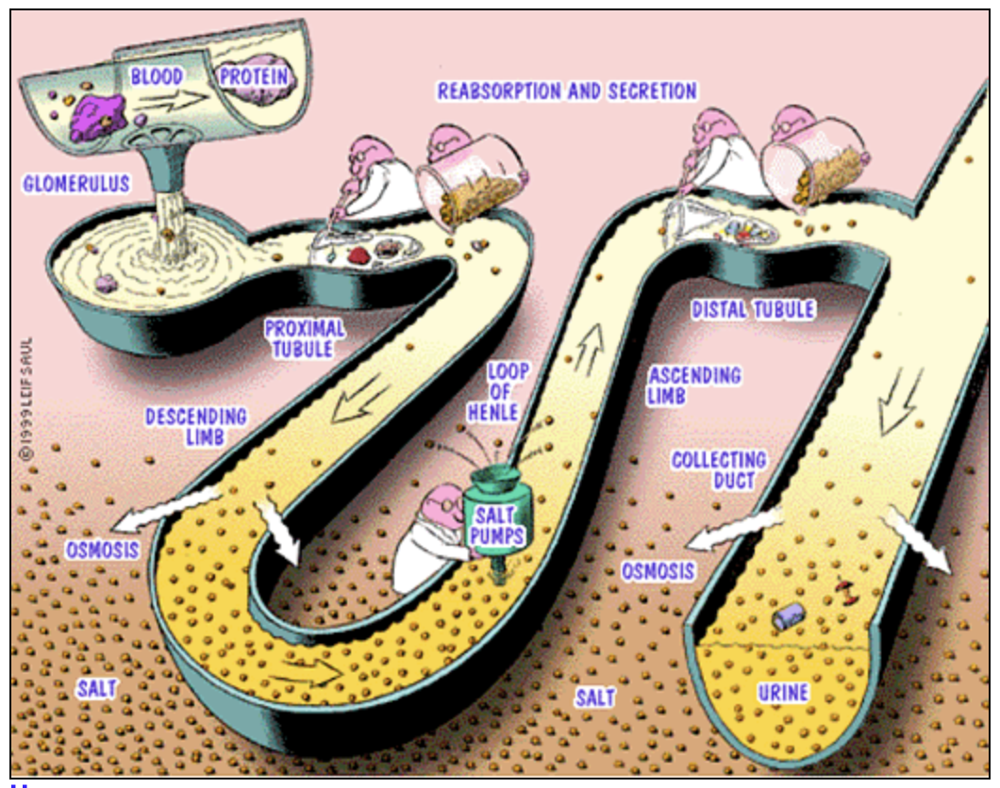 BLOOD
PROTEIN
REABSORPTION AND SECRETION
GLOMERULUS
DISTAL TUBULE
PROXIMAL
TUBULE
LOOP
OF
HENLE
ASCENDING
LIMB
DESCENDING
LIMB
©1999 LEIF SAUL
COLLECTING
DUCT
SALT
PUMPS
OSMOSIS
OSMOSIS
SALT
SALT
URINE